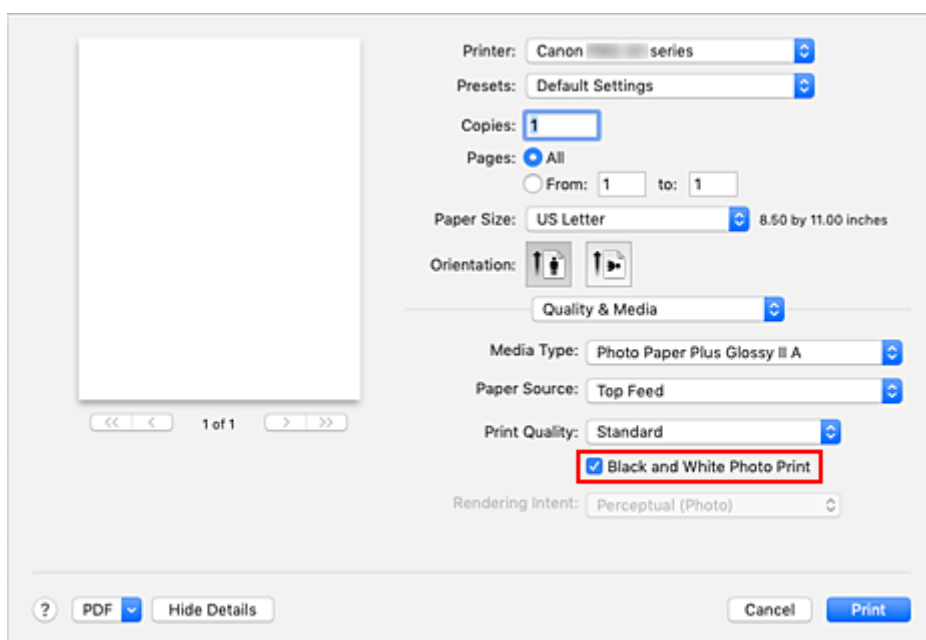 Printer: Canon series
Presets: Default Settings
Copies: 1
Pages: All
From: 1 to: 1
Paper Size: US Letter 8.50 by 11.00 inches
Orientation:
Quality & Media
Media Type: Photo Paper Plus Glossy II A
Paper Source: Top Feed
<< < 1 of 1 > >>
Print Quality: Standard
Black and White Photo Print
Rendering Intent: Perceptual (Photo)
? PDF Hide Details Cancel Print